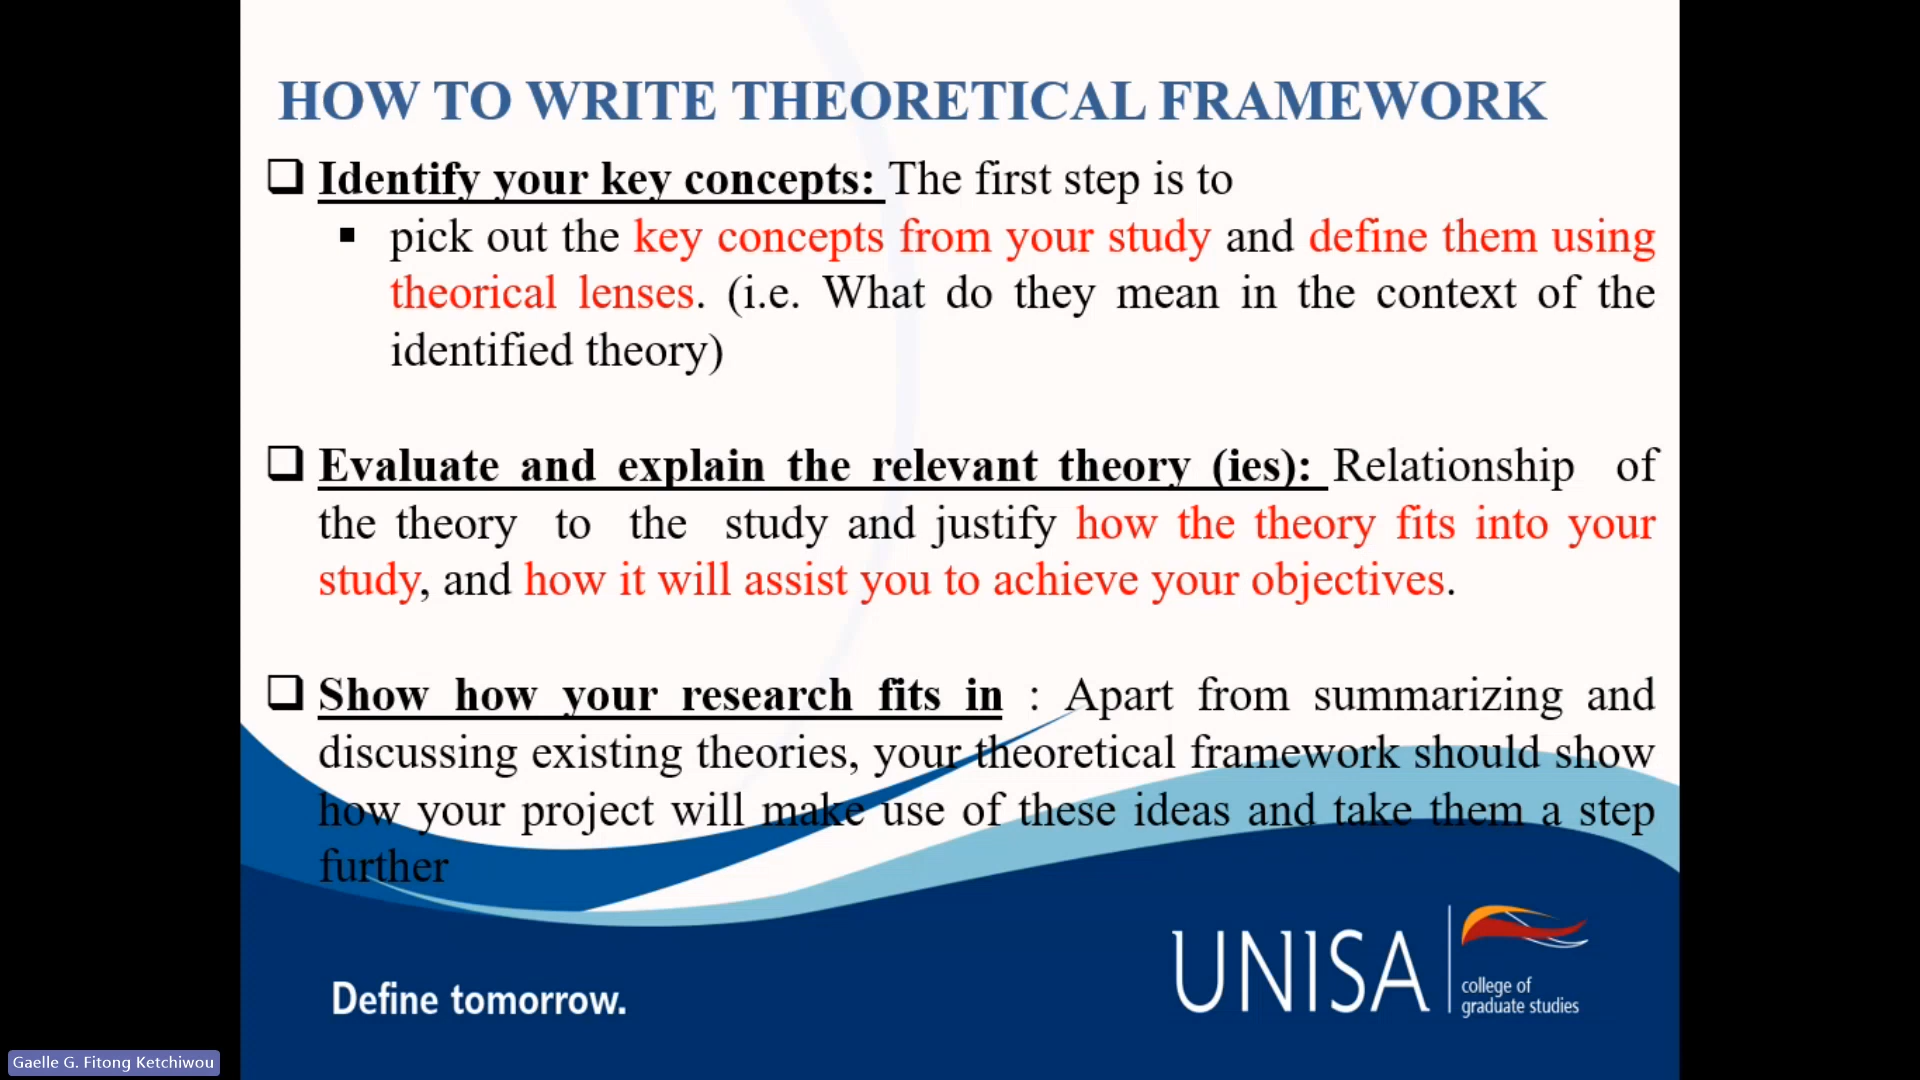 HOW TO WRITE THEORETICAL FRAMEWORK
❑ Identify your key concepts: The first step is to
▪ pick out the key concepts from your study and define them using
theorical lenses. (i.e. What do they mean in the context of the
identified theory)
❑ Evaluate and explain the relevant theory (ies): Relationship of
the theory to the study and justify how the theory fits into your
study, and how it will assist you to achieve your objectives.
❑ Show how your research fits in : Apart from summarizing and
discussing existing theories, your theoretical framework should show
how your project will make use of these ideas and take them a step
further
Define tomorrow.
UNISA
college of
graduate studies
Gaelle G. Fitong Ketchiwou